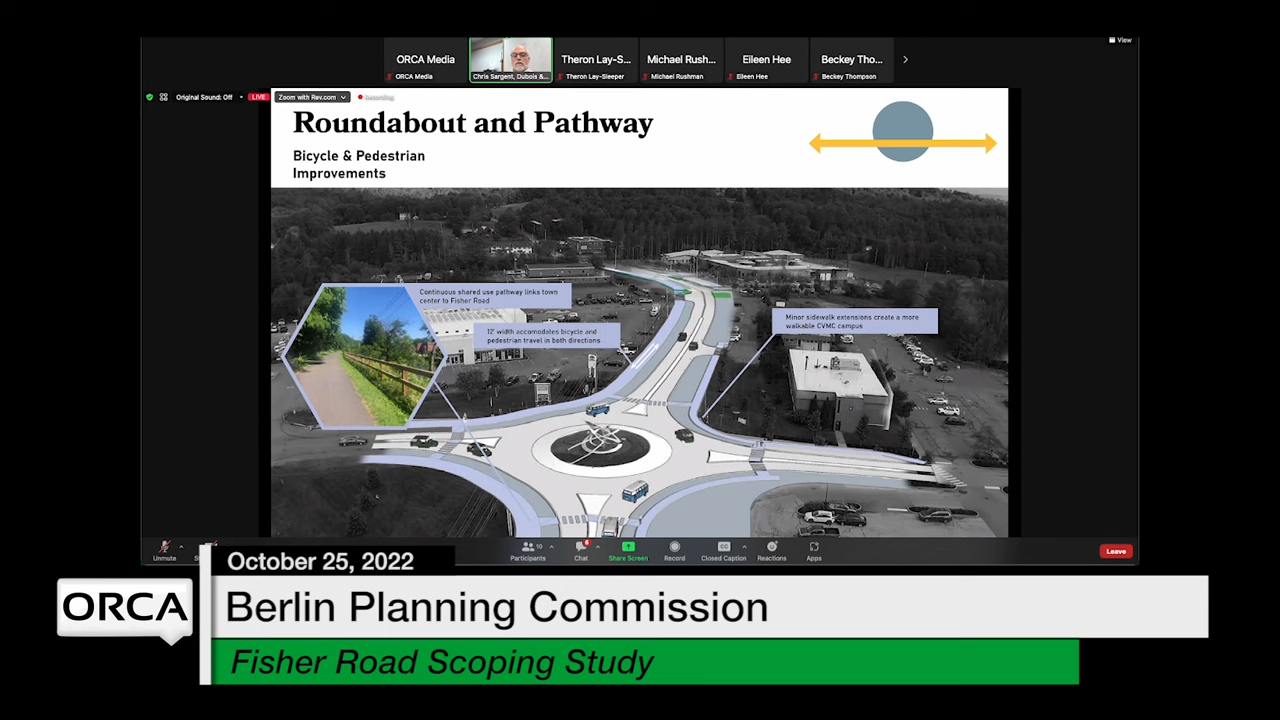 View
ORCA Media
Theron Lay-S...
Michael Rush...
Eileen Hee
Beckey Tho...
ORCA Media
Chris Sargent, Dubois &...
Theron Lay-Sleeper
Michael Rushman
Eileen Hee
Beckey Thompson
Original Sound: Off
LIVE
Zoom with Rev.com
Recording
Roundabout and Pathway
Bicycle & Pedestrian
Improvements
Continuous shared use pathway links town
center to Fisher Road
12' width accomodates bicycle and
pedestrian travel in both directions
Minor sidewalk extensions create a more
walkable CVMC campus
Unmute
Participants
10
Chat
Share Screen
Record
CC
Closed Caption
Reactions
Apps
Leave
October 25, 2022
ORCA
Berlin Planning Commission
Fisher Road Scoping Study